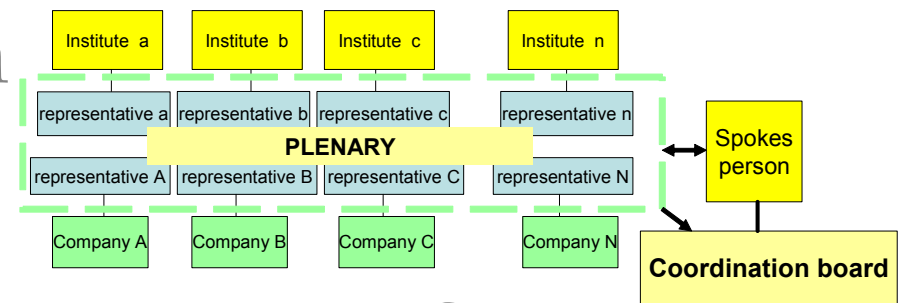 Institute a
Institute b
Institute c
Institute n
representative a
representative b
representative c
representative n
PLENARY
Spokes
person
representative A
representative B
representative C
representative N
Company A
Company B
Company C
Company N
Coordination board